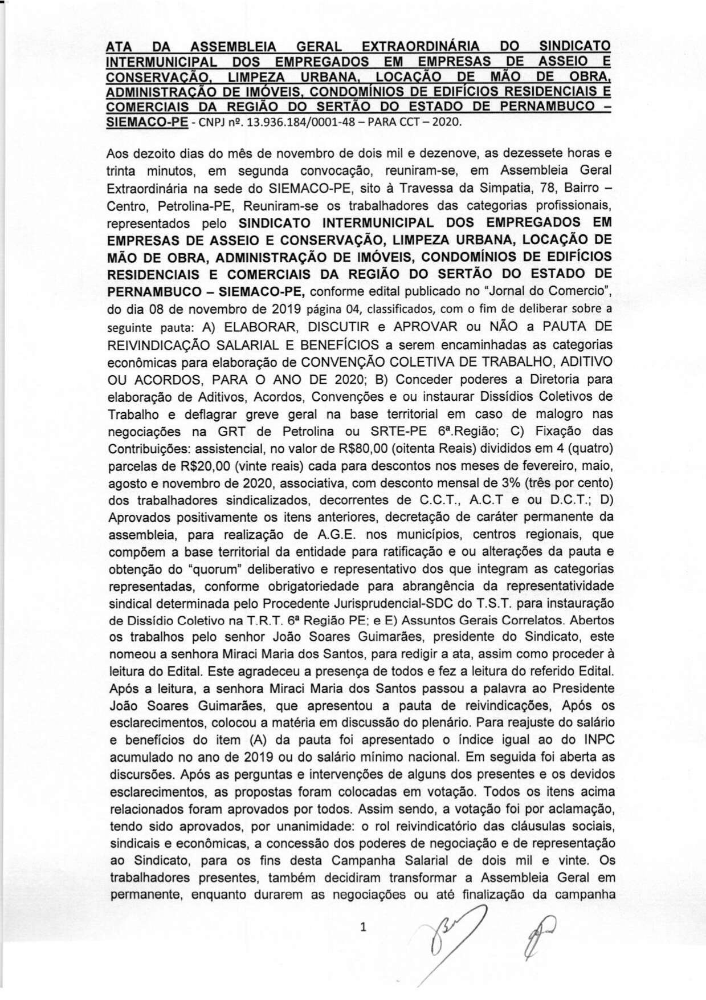 ATA DA ASSEMBLEIA GERAL EXTRAORDINÁRIA DO SINDICATO
INTERMUNICIPAL DOS EMPREGADOS EM EMPRESAS DE ASSEIO E
CONSERVAÇÃO, LIMPEZA URBANA, LOCAÇÃO DE MÃO DE OBRA,
ADMINISTRAÇÃO DE IMÓVEIS, CONDOMÍNIOS DE EDIFÍCIOS RESIDENCIAIS E
COMERCIAIS DA REGIÃO DO SERTÃO DO ESTADO DE PERNAMBUCO –
SIEMACO-PE - CNPJ nº. 13.936.184/0001-48 – PARA CCT – 2020.
Aos dezoito dias do mês de novembro de dois mil e dezenove, as dezessete horas e
trinta minutos, em segunda convocação, reuniram-se, em Assembleia Geral
Extraordinária na sede do SIEMACO-PE, sito à Travessa da Simpatia, 78, Bairro –
Centro, Petrolina-PE, Reuniram-se os trabalhadores das categorias profissionais,
representados pelo SINDICATO INTERMUNICIPAL DOS EMPREGADOS EM
EMPRESAS DE ASSEIO E CONSERVAÇÃO, LIMPEZA URBANA, LOCAÇÃO DE
MÃO DE OBRA, ADMINISTRAÇÃO DE IMÓVEIS, CONDOMÍNIOS DE EDIFÍCIOS
RESIDENCIAIS E COMERCIAIS DA REGIÃO DO SERTÃO DO ESTADO DE
PERNAMBUCO – SIEMACO-PE, conforme edital publicado no “Jornal do Comercio”,
do dia 08 de novembro de 2019 página 04, classificados, com o fim de deliberar sobre a
seguinte pauta: A) ELABORAR, DISCUTIR e APROVAR ou NÃO a PAUTA DE
REIVINDICAÇÃO SALARIAL E BENEFÍCIOS a serem encaminhadas as categorias
econômicas para elaboração de CONVENÇÃO COLETIVA DE TRABALHO, ADITIVO
OU ACORDOS, PARA O ANO DE 2020; B) Conceder poderes a Diretoria para
elaboração de Aditivos, Acordos, Convenções e ou instaurar Dissídios Coletivos de
Trabalho e deflagrar greve geral na base territorial em caso de malogro nas
negociações na GRT de Petrolina ou SRTE-PE 6ª.Região; C) Fixação das
Contribuições: assistencial, no valor de R$80,00 (oitenta Reais) divididos em 4 (quatro)
parcelas de R$20,00 (vinte reais) cada para descontos nos meses de fevereiro, maio,
agosto e novembro de 2020, associativa, com desconto mensal de 3% (três por cento)
dos trabalhadores sindicalizados, decorrentes de C.C.T., A.C.T e ou D.C.T.; D)
Aprovados positivamente os itens anteriores, decretação de caráter permanente da
assembleia, para realização de A.G.E. nos municípios, centros regionais, que
compõem a base territorial da entidade para ratificação e ou alterações da pauta e
obtenção do “quorum” deliberativo e representativo dos que integram as categorias
representadas, conforme obrigatoriedade para abrangência da representatividade
sindical determinada pelo Procedente Jurisprudencial-SDC do T.S.T. para instauração
de Dissídio Coletivo na T.R.T. 6ª Região PE; e E) Assuntos Gerais Correlatos. Abertos
os trabalhos pelo senhor João Soares Guimarães, presidente do Sindicato, este
nomeou a senhora Miraci Maria dos Santos, para redigir a ata, assim como proceder à
leitura do Edital. Este agradeceu a presença de todos e fez a leitura do referido Edital.
Após a leitura, a senhora Miraci Maria dos Santos passou a palavra ao Presidente
João Soares Guimarães, que apresentou a pauta de reivindicações, Após os
esclarecimentos, colocou a matéria em discussão do plenário. Para reajuste do salário
e benefícios do item (A) da pauta foi apresentado o índice igual ao do INPC
acumulado no ano de 2019 ou do salário mínimo nacional. Em seguida foi aberta as
discursões. Após as perguntas e intervenções de alguns dos presentes e os devidos
esclarecimentos, as propostas foram colocadas em votação. Todos os itens acima
relacionados foram aprovados por todos. Assim sendo, a votação foi por aclamação,
tendo sido aprovados, por unanimidade: o rol reivindicatório das cláusulas sociais,
sindicais e econômicas, a concessão dos poderes de negociação e de representação
ao Sindicato, para os fins desta Campanha Salarial de dois mil e vinte. Os
trabalhadores presentes, também decidiram transformar a Assembleia Geral em
permanente, enquanto durarem as negociações ou até finalização da campanha
1